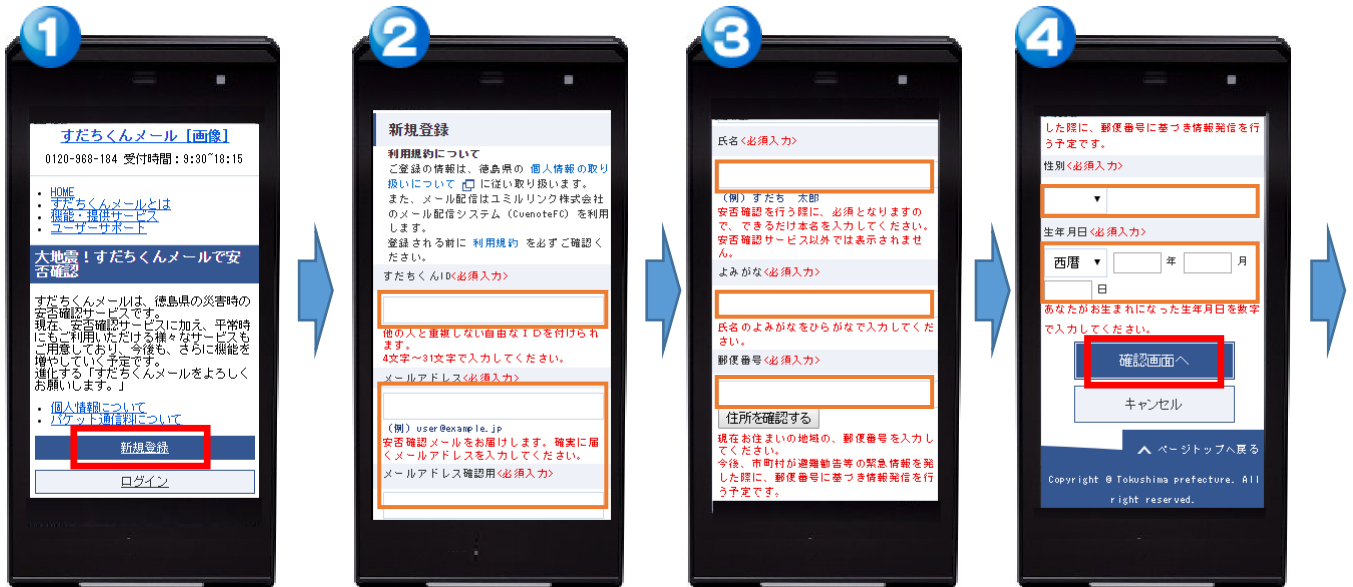 1
すだちくんメール [画像]
0120-968-184 受付時間:9:30~18:15
・HOME
・すだちくんメールとは
・機能・提供サービス
・ユーザーサポート
大地震!すだちくんメールで安
否確認
すだちくんメールは、徳島県の災害時の
安否確認サービスです。
現在、安否確認サービスに加え、平常時
にもご利用いただける様々なサービスも
ご用意しており、今後も、さらに機能を
増やしていく予定です。
進化する「すだちくんメールをよろしく
お願いします。」
・個人情報について
・パケット通信料について
新規登録
ログイン
2
新規登録
利用規約について
ご登録の情報は、徳島県の 個人情報の取り
扱いについて に従い取り扱います。
また、メール配信はユミルリンク株式会社
のメール配信システム (CuenoteFC) を利用
します。
登録される前に 利用規約 を必ずご確認く
ださい。
すだちくんID<必須入力>
他の人と重複しない自由なIDを付けられ
ます。
4文字~31文字で入力してください。
メールアドレス<必須入力>
(例) user@example.jp
安否確認メールをお届けします。確実に届
くメールアドレスを入力してください。
メールアドレス確認用<必須入力>
3
氏名<必須入力>
(例) すだち 太郎
安否確認を行う際に、必須となりますの
で、できるだけ本名を入力してください。
安否確認サービス以外では表示されませ
ん。
よみがな<必須入力>
氏名のよみがなをひらがなで入力してくだ
さい。
郵便番号<必須入力>
住所を確認する
現在お住まいの地域の、郵便番号を入力し
てください。
今後、市町村が避難勧告等の緊急情報を発
した際に、郵便番号に基づき情報発信を行
う予定です。
4
した際に、郵便番号に基づき情報発信を行
う予定です。
性別<必須入力>
▼
生年月日<必須入力>
西暦 ▼ 年 月
日
あなたがお生まれになった生年月日を数字
で入力してください。
確認画面へ
キャンセル
ページトップへ戻る
Copyright @ Tokushima prefecture. All
right reserved.